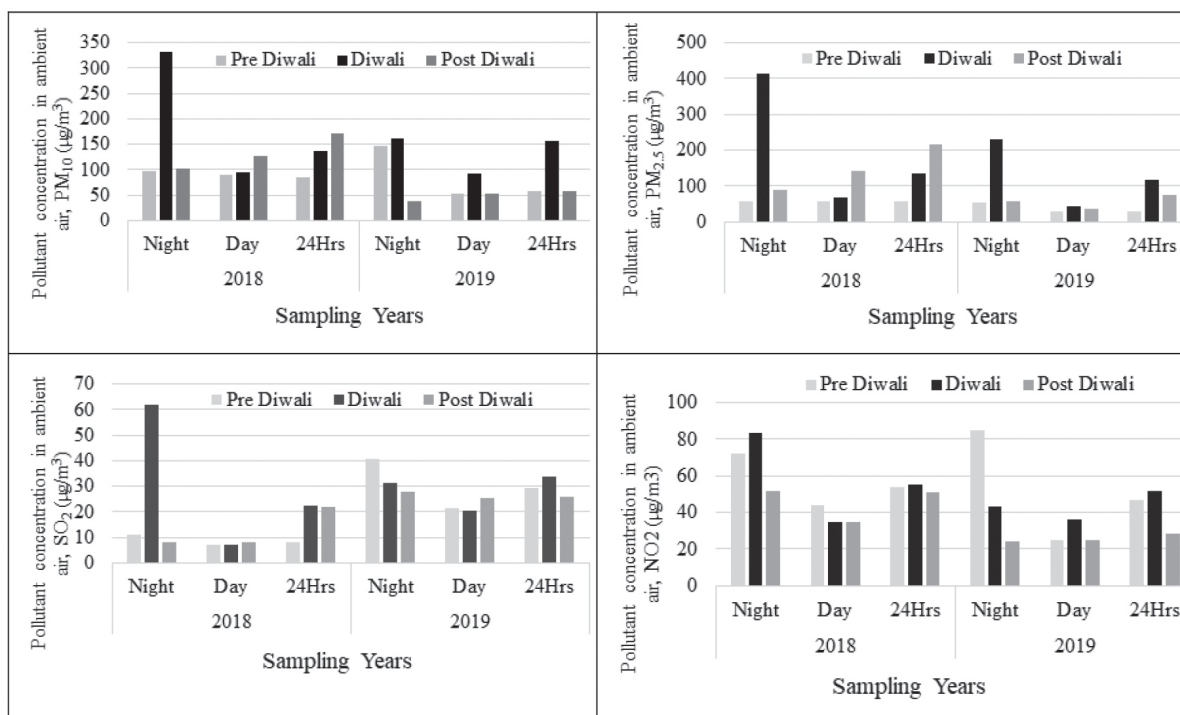 Pollutant concentration in ambient
air, PM₁₀ (μg/m³)
350
300
250
200
150
100
50
0
Pre Diwali Diwali Post Diwali
Night Day 24Hrs Night Day 24Hrs
2018 2019
Sampling Years
Pollutant concentration in ambient
air, PM₂.₅ (μg/m³)
500
400
300
200
100
0
Pre Diwali Diwali Post Diwali
Night Day 24Hrs Night Day 24Hrs
2018 2019
Sampling Years
Pollutant concentration in ambient
air, SO₂ (μg/m³)
70
60
50
40
30
20
10
0
Pre Diwali Diwali Post Diwali
Night Day 24Hrs Night Day 24Hrs
2018 2019
Sampling Years
Pollutant concentration in ambient
air, NO2 (μg/m3)
100
80
60
40
20
0
Pre Diwali Diwali Post Diwali
Night Day 24Hrs Night Day 24Hrs
2018 2019
Sampling Years